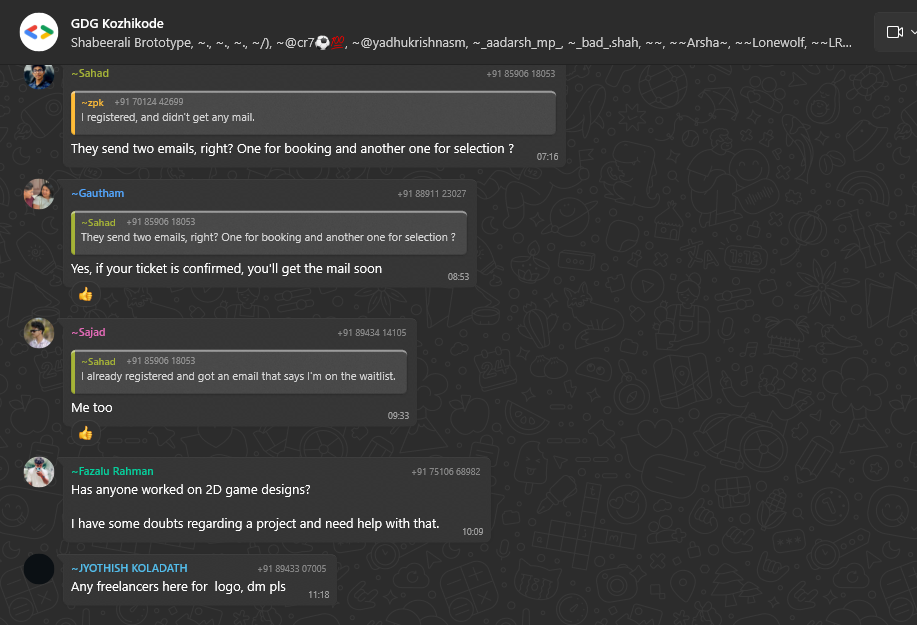 GDG Kozhikode
Shabeerali Brototype, ~., ~., ~., ~/), ~@cr7⚽💯, ~@yadhukrishnasm, ~_aadarsh_mp_, ~_bad_.shah, ~~, ~~Arsha~, ~~Lonewolf, ~~LR...
~Sahad +91 85906 18053
~zpk +91 70124 42699
I registered, and didn't get any mail.
They send two emails, right? One for booking and another one for selection ?
07:16
~Gautham +91 88911 23027
~Sahad +91 85906 18053
They send two emails, right? One for booking and another one for selection ?
Yes, if your ticket is confirmed, you'll get the mail soon
08:53
👍
~Sajad +91 89434 14105
~Sahad +91 85906 18053
I already registered and got an email that says I'm on the waitlist.
Me too
09:33
👍
~Fazalu Rahman +91 75106 68982
Has anyone worked on 2D game designs?
I have some doubts regarding a project and need help with that.
10:09
~JYOTHISH KOLADATH +91 89433 07005
Any freelancers here for  logo, dm pls
11:18